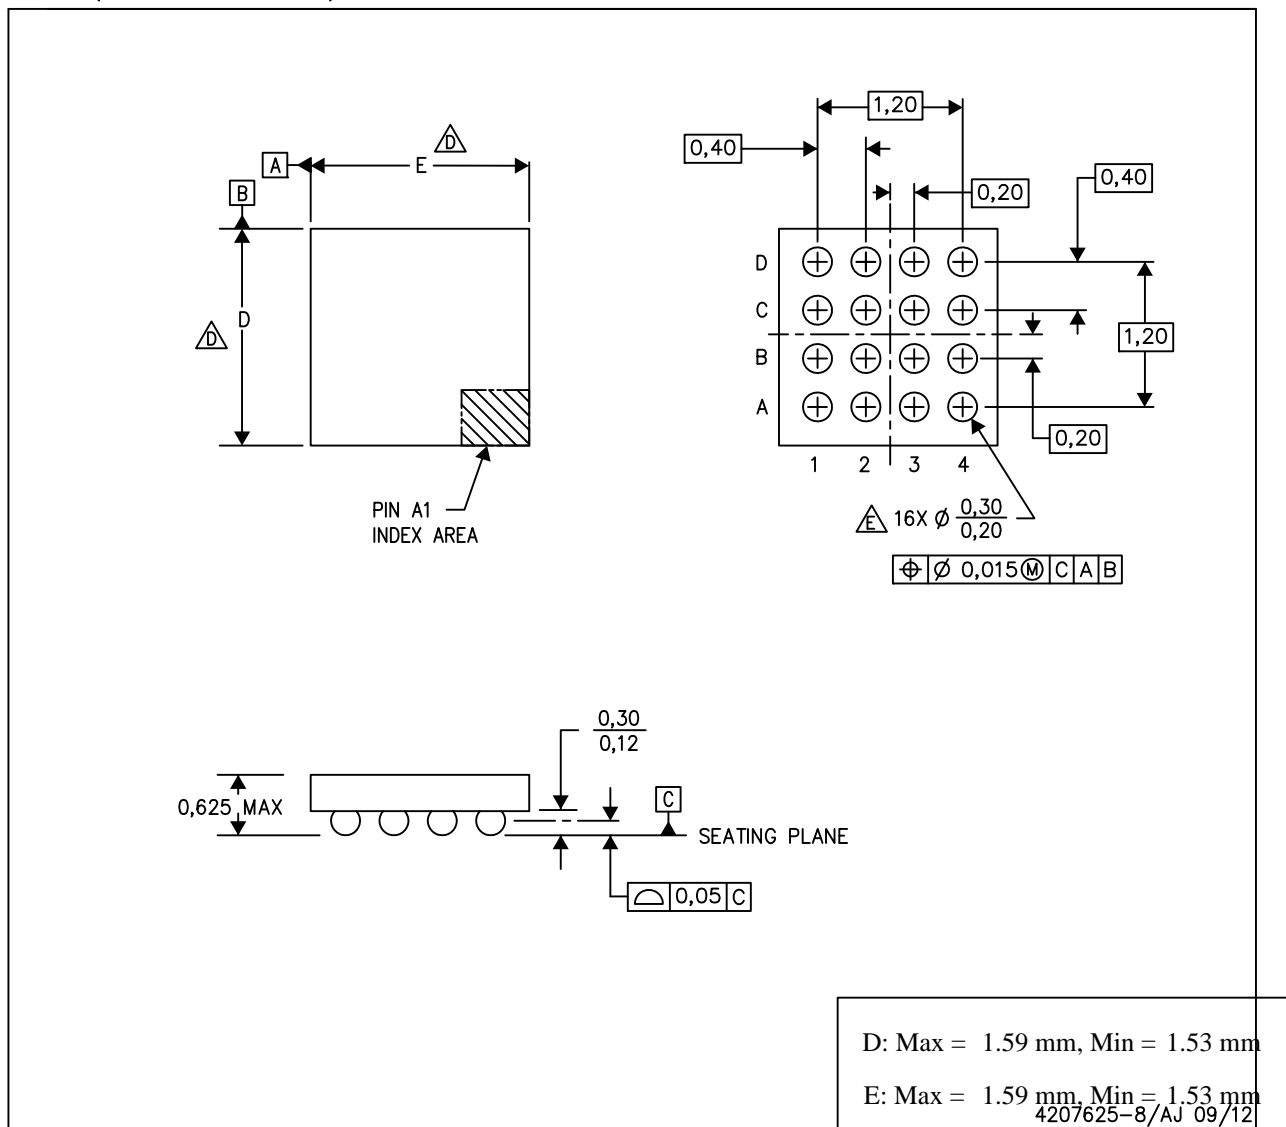 1,20
0,40
0,20
0,40
A
E
D
B
D
D
D
C
B
A
1,20
0,20
1 2 3 4
PIN A1
INDEX AREA
E 16X Ø 0,30
0,20
⌖ Ø 0,015 Ⓜ C A B
0,30
0,12
0,625 MAX
C
SEATING PLANE
⌓ 0,05 C
D: Max = 1.59 mm, Min = 1.53 mm
E: Max = 1.59 mm, Min = 1.53 mm
4207625-8/AJ 09/12